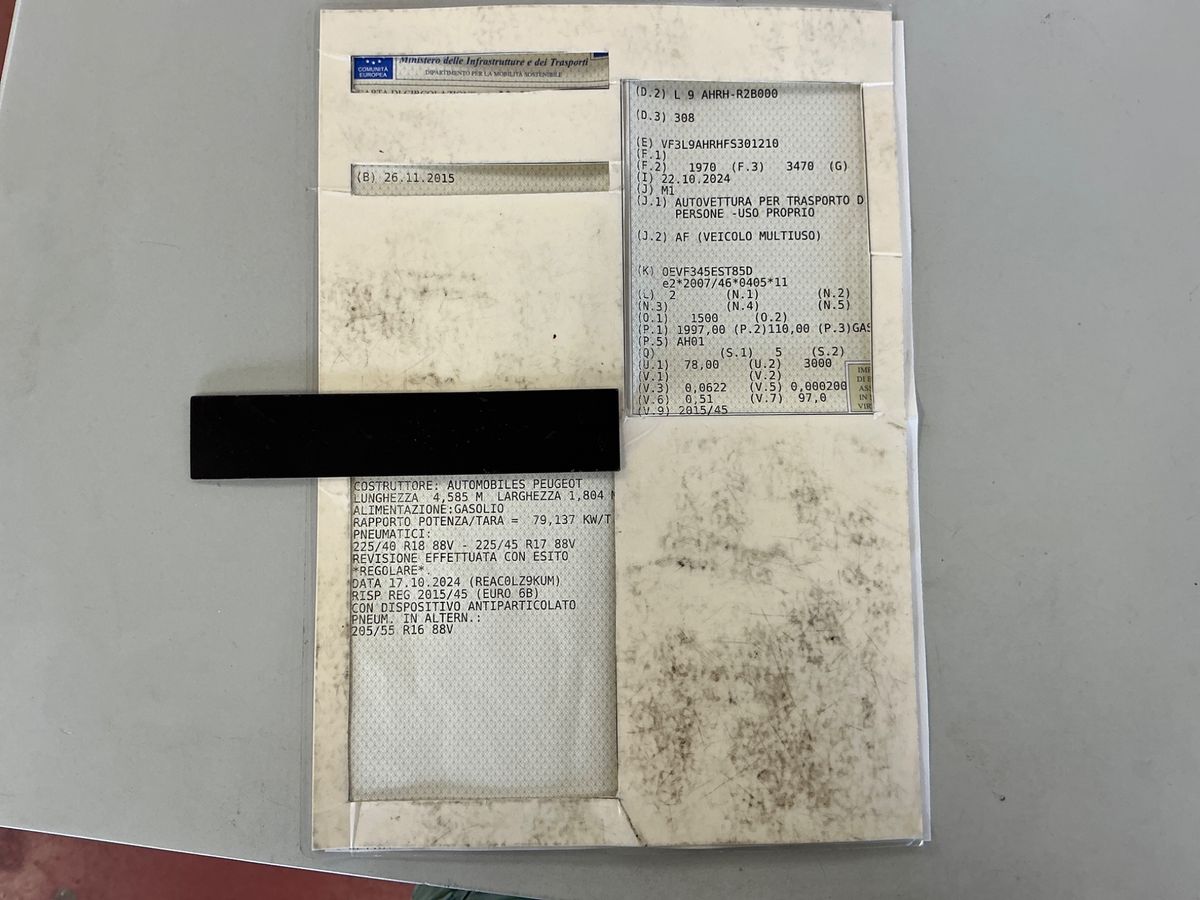 COMUNITÀ
EUROPEA
Ministero delle Infrastrutture e dei Trasporti
DIPARTIMENTO PER LA MOBILITÀ SOSTENIBILE
(B) 26.11.2015
COSTRUTTORE: AUTOMOBILES PEUGEOT
LUNGHEZZA 4,585 M LARGHEZZA 1,804 M
ALIMENTAZIONE:GASOLIO
RAPPORTO POTENZA/TARA = 79,137 KW/T
PNEUMATICI:
225/40 R18 88V - 225/45 R17 88V
REVISIONE EFFETTUATA CON ESITO
*REGOLARE*.
DATA 17.10.2024 (REAC0LZ9KUM)
RISP REG 2015/45 (EURO 6B)
CON DISPOSITIVO ANTIPARTICOLATO
PNEUM. IN ALTERN.:
205/55 R16 88V
(D.2) L 9 AHRH-R2B000
(D.3) 308
(E) VF3L9AHRHFS301210
(F.1)
(F.2) 1970 (F.3) 3470 (G)
(I) 22.10.2024
(J) M1
(J.1) AUTOVETTURA PER TRASPORTO D
PERSONE -USO PROPRIO
(J.2) AF (VEICOLO MULTIUSO)
(K) OEVF345EST85D
e2*2007/46*0405*11
(L) 2 (N.1) (N.2)
(N.3) (N.4) (N.5)
(O.1) 1500 (O.2)
(P.1) 1997,00 (P.2)110,00 (P.3)GAS
(P.5) AH01
(Q) (S.1) 5 (S.2)
(U.1) 78,00 (U.2) 3000
(V.1) (V.2)
(V.3) 0,0622 (V.5) 0,000200
(V.6) 0,51 (V.7) 97,0
(V.9) 2015/45